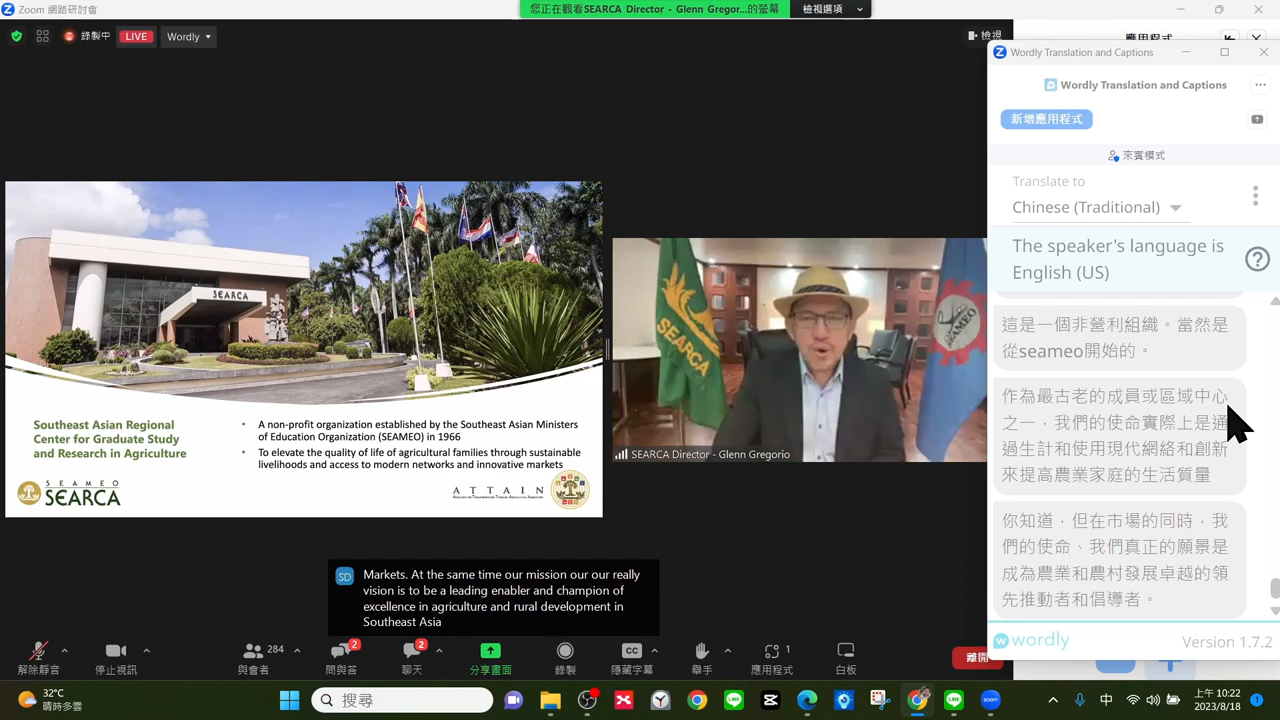 Zoom 網路研討會
您正在觀看SEARCA Director - Glenn Gregor...的螢幕
檢視選項
錄製中
LIVE
Wordly
檢視
應用程式
Wordly Translation and Captions
Wordly Translation and Captions
新增應用程式
來賓模式
Translate to
Chinese (Traditional)
The speaker's language is
English (US)
這是一個非營利組織。當然是
從seameo開始的。
作為最古老的成員或區域中心
之一，我們的使命實際上是通
過生計和使用現代網絡和創新
來提高農業家庭的生活質量
你知道，但在市場的同時，我
們的使命、我們真正的願景是
成為農業和農村發展卓越的領
先推動者和倡導者。
wordly
Version 1.7.2
SEARCA
Southeast Asian Regional
Center for Graduate Study
and Research in Agriculture
• A non-profit organization established by the Southeast Asian Ministers
of Education Organization (SEAMEO) in 1966
• To elevate the quality of life of agricultural families through sustainable
livelihoods and access to modern networks and innovative markets
SEAMEO
SEARCA
ATTAIN
SEARCA
SEAMEO
SEARCA Director - Glenn Gregorio
SD
Markets. At the same time our mission our our really
vision is to be a leading enabler and champion of
excellence in agriculture and rural development in
Southeast Asia
解除靜音
停止視訊
284
與會者
2
問與答
2
聊天
分享畫面
錄製
CC
隱藏字幕
舉手
1
應用程式
白板
離開
32°C
晴時多雲
搜尋
中
上午 10:22
2023/8/18